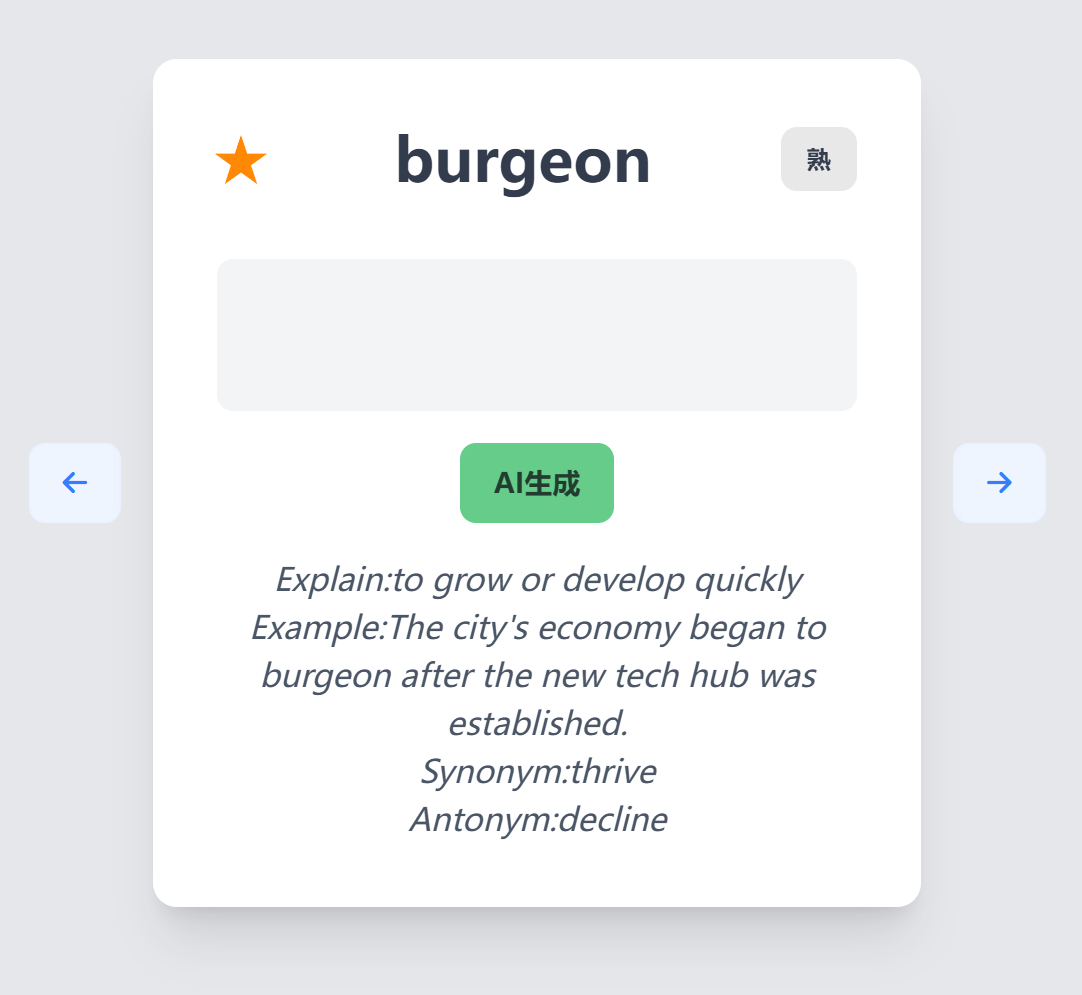 burgeon
熟
AI生成
Explain:to grow or develop quickly
Example:The city's economy began to
burgeon after the new tech hub was
established.
Synonym:thrive
Antonym:decline